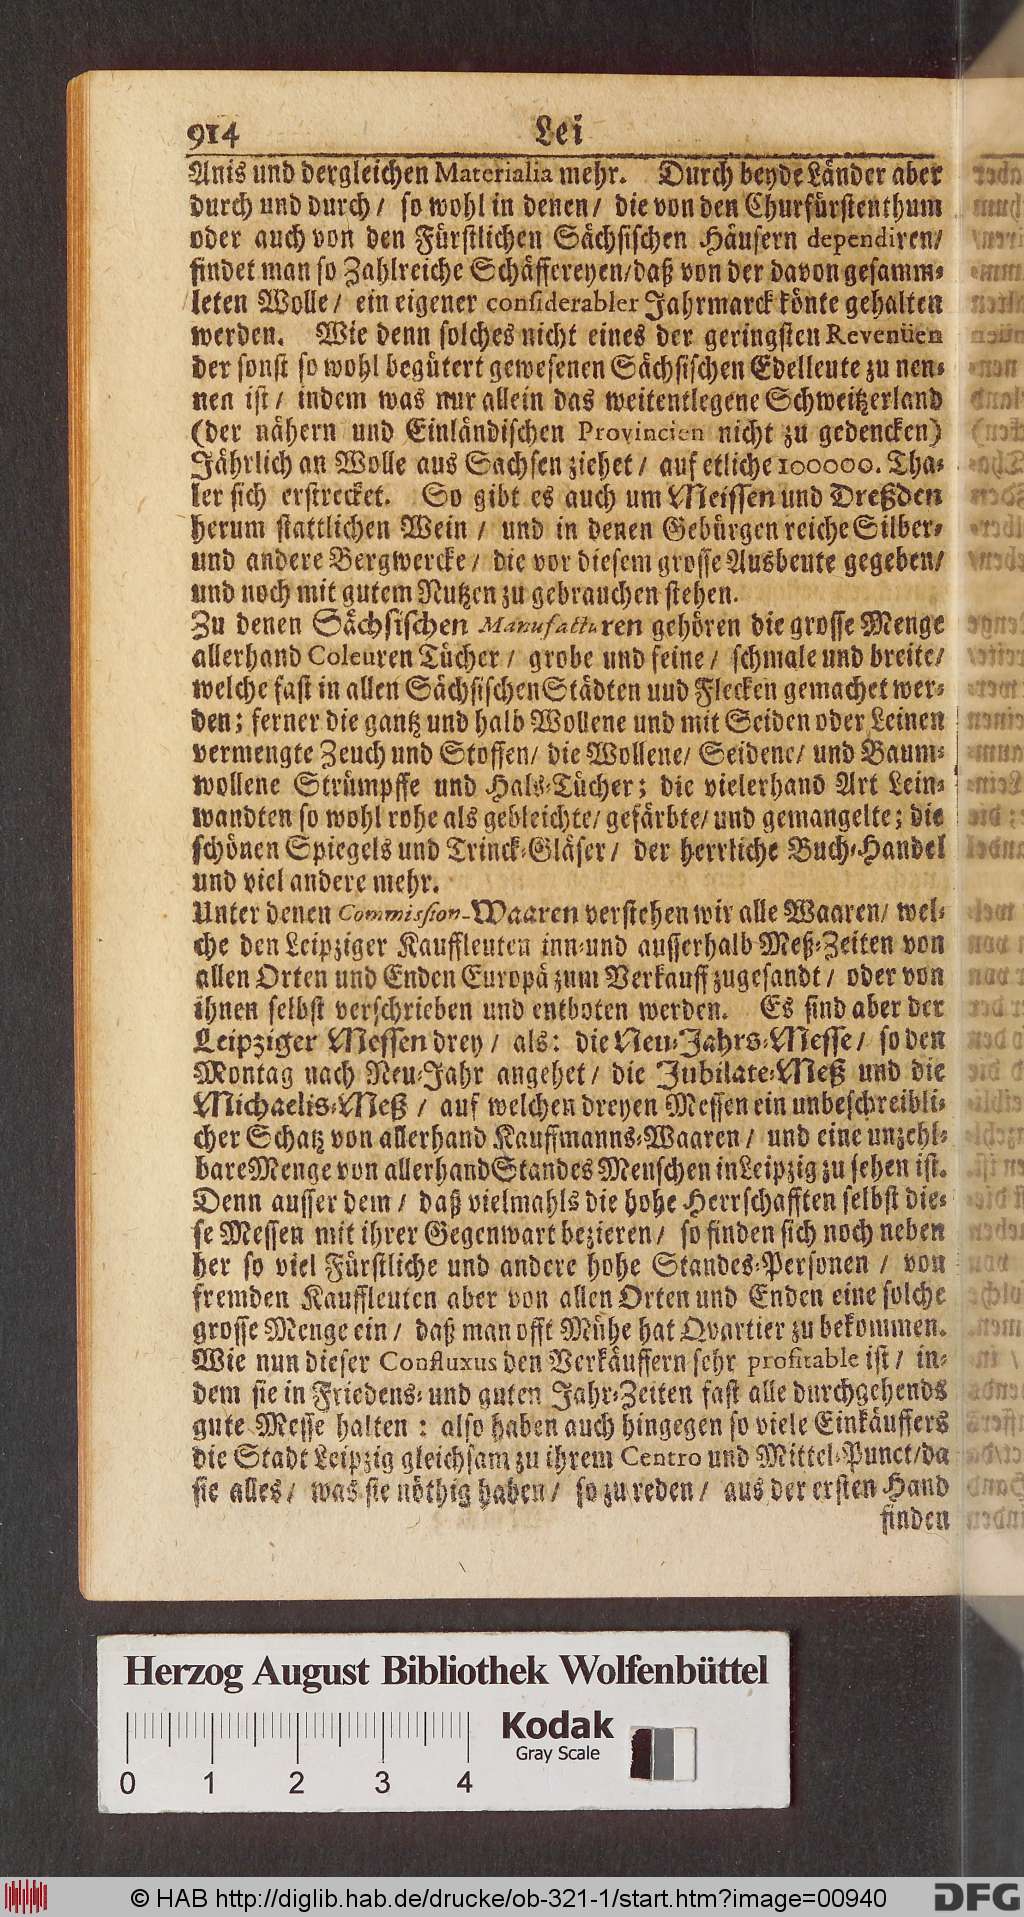 914 Lei
Anis und dergleichen Materialia mehr. Durch beyde Länder aber
durch und durch/ so wohl in denen/ die von den Churfürstenthum
oder auch von den Fürstlichen Sächsischen Häusern dependiren/
findet man so Zahlreiche Schäffereyen/daß von der davon gesamm-
leten Wolle/ ein eigener considerabler Jahrmarck könte gehalten
werden. Wie denn solches nicht eines der geringsten Revenüen
der sonst so wohl begütert gewesenen Sächsischen Edelleute zu nen-
nen ist/ indem was nur allein das weitentlegene Schweitzerland
(der nähern und Einländischen Provincien nicht zu gedencken)
Jährlich an Wolle aus Sachsen ziehet/ auf etliche 100000. Tha-
ler sich erstrecket. So gibt es auch um Meissen und Dreßden
herum stattlichen Wein/ und in denen Gebürgen reiche Silber-
und andere Bergwercke/ die vor diesem grosse Ausbeute gegeben/
und noch mit gutem Nutzen zu gebrauchen stehen.
Zu denen Sächsischen Manufacturen gehören die grosse Menge
allerhand Coleuren Tücher/ grobe und feine/ schmale und breite/
welche fast in allen Sächsischen Städten uud Flecken gemachet wer-
den; ferner die gantz und halb Wollene und mit Seiden oder Leinen
vermengte Zeuch und Stoffen/ die Wollene/ Seidene/ und Baum-
wollene Strümpffe und Hals-Tücher; die vielerhand Art Lein-
wandten so wohl rohe als gebleichte/ gefärbte/ und gemangelte; die
schönen Spiegels und Trinck-Gläser/ der herrliche Buch-Handel
und viel andere mehr.
Unter denen Commission-Waaren verstehen wir alle Waaren/ wel-
che den Leipziger Kauffleuten inn-und ausserhalb Meß-Zeiten von
allen Orten und Enden Europä zum Verkauff zugesandt/ oder von
ihnen selbst verschrieben und entboten werden. Es sind aber der
Leipziger Messen drey/ als: die Neu-Jahrs-Messe/ so den
Montag nach Neu-Jahr angehet/ die Jubilate-Meß und die
Michaelis-Meß/ auf welchen dreyen Messen ein unbeschreibli-
cher Schatz von allerhand Kauffmanns-Waaren/ und eine unzehl-
bare Menge von allerhand Standes Menschen in Leipzig zu sehen ist.
Denn ausser dem/ daß vielmahls die hohe Herrschafften selbst die-
se Messen mit ihrer Gegenwart bezieren/ so finden sich noch neben
her so viel Fürstliche und andere hohe Standes-Personen/ von
fremden Kauffleuten aber von allen Orten und Enden eine solche
grosse Menge ein/ daß man offt Mühe hat Qvartier zu bekommen.
Wie nun dieser Confluxus den Verkäuffern sehr profitable ist/ in-
dem sie in Friedens- und guten Jahr-Zeiten fast alle durchgehends
gute Messe halten: also haben auch hingegen so viele Einkäuffers
die Stadt Leipzig gleichsam zu ihrem Centro und Mittel-Punct/da
sie alles/ was sie nöthig haben/ so zu reden/ aus der ersten Hand
finden
Herzog August Bibliothek Wolfenbüttel
Kodak
Gray Scale
0 1 2 3 4
© HAB http://diglib.hab.de/drucke/ob-321-1/start.htm?image=00940
DFG